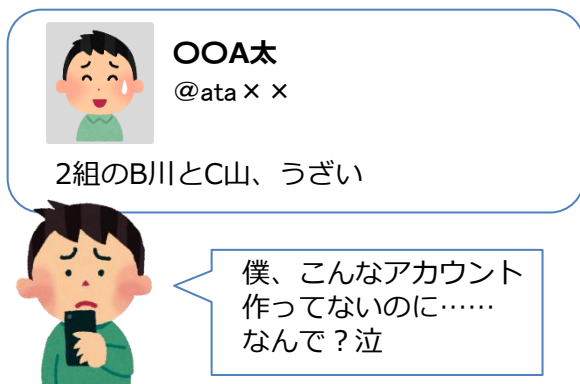 〇〇A太
@ata××
2組のB川とC山、うざい
僕、こんなアカウント
作ってないのに……
なんで？泣